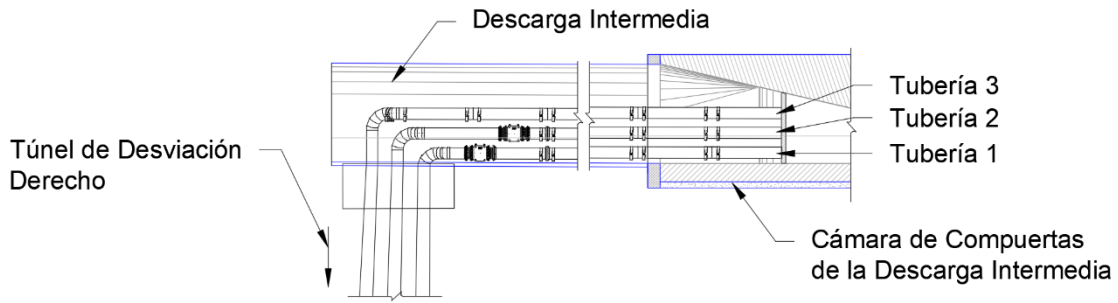 Descarga Intermedia
Tubería 3
Tubería 2
Tubería 1
Túnel de Desviación
Derecho
Cámara de Compuertas
de la Descarga Intermedia